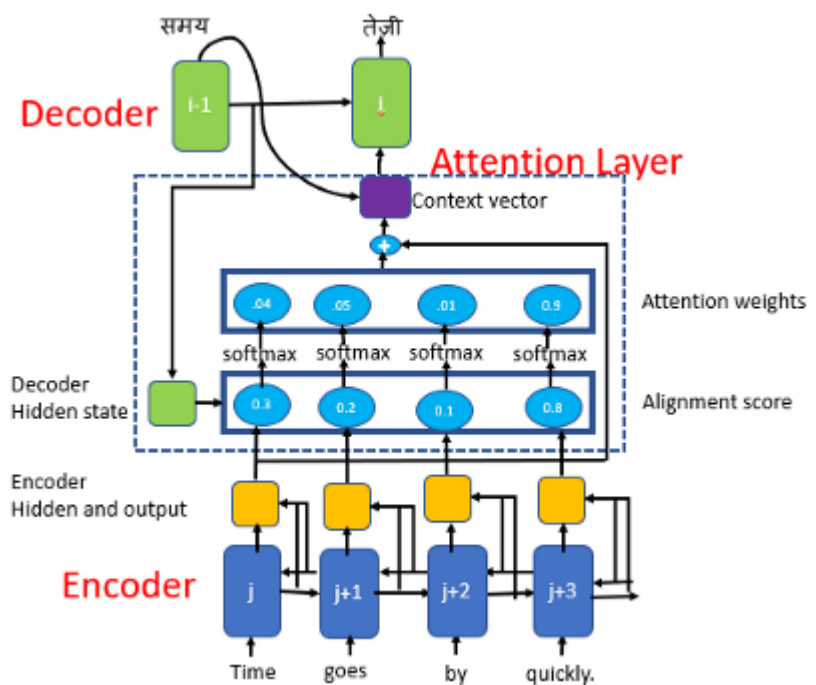 समय
तेज़ी
Decoder
i-1
i
Attention Layer
Context vector
+
.04
.05
.01
0.9
Attention weights
softmax
softmax
softmax
softmax
Decoder
Hidden state
0.3
0.2
0.1
0.8
Alignment score
Encoder
Hidden and output
Encoder
j
j+1
j+2
j+3
Time
goes
by
quickly.